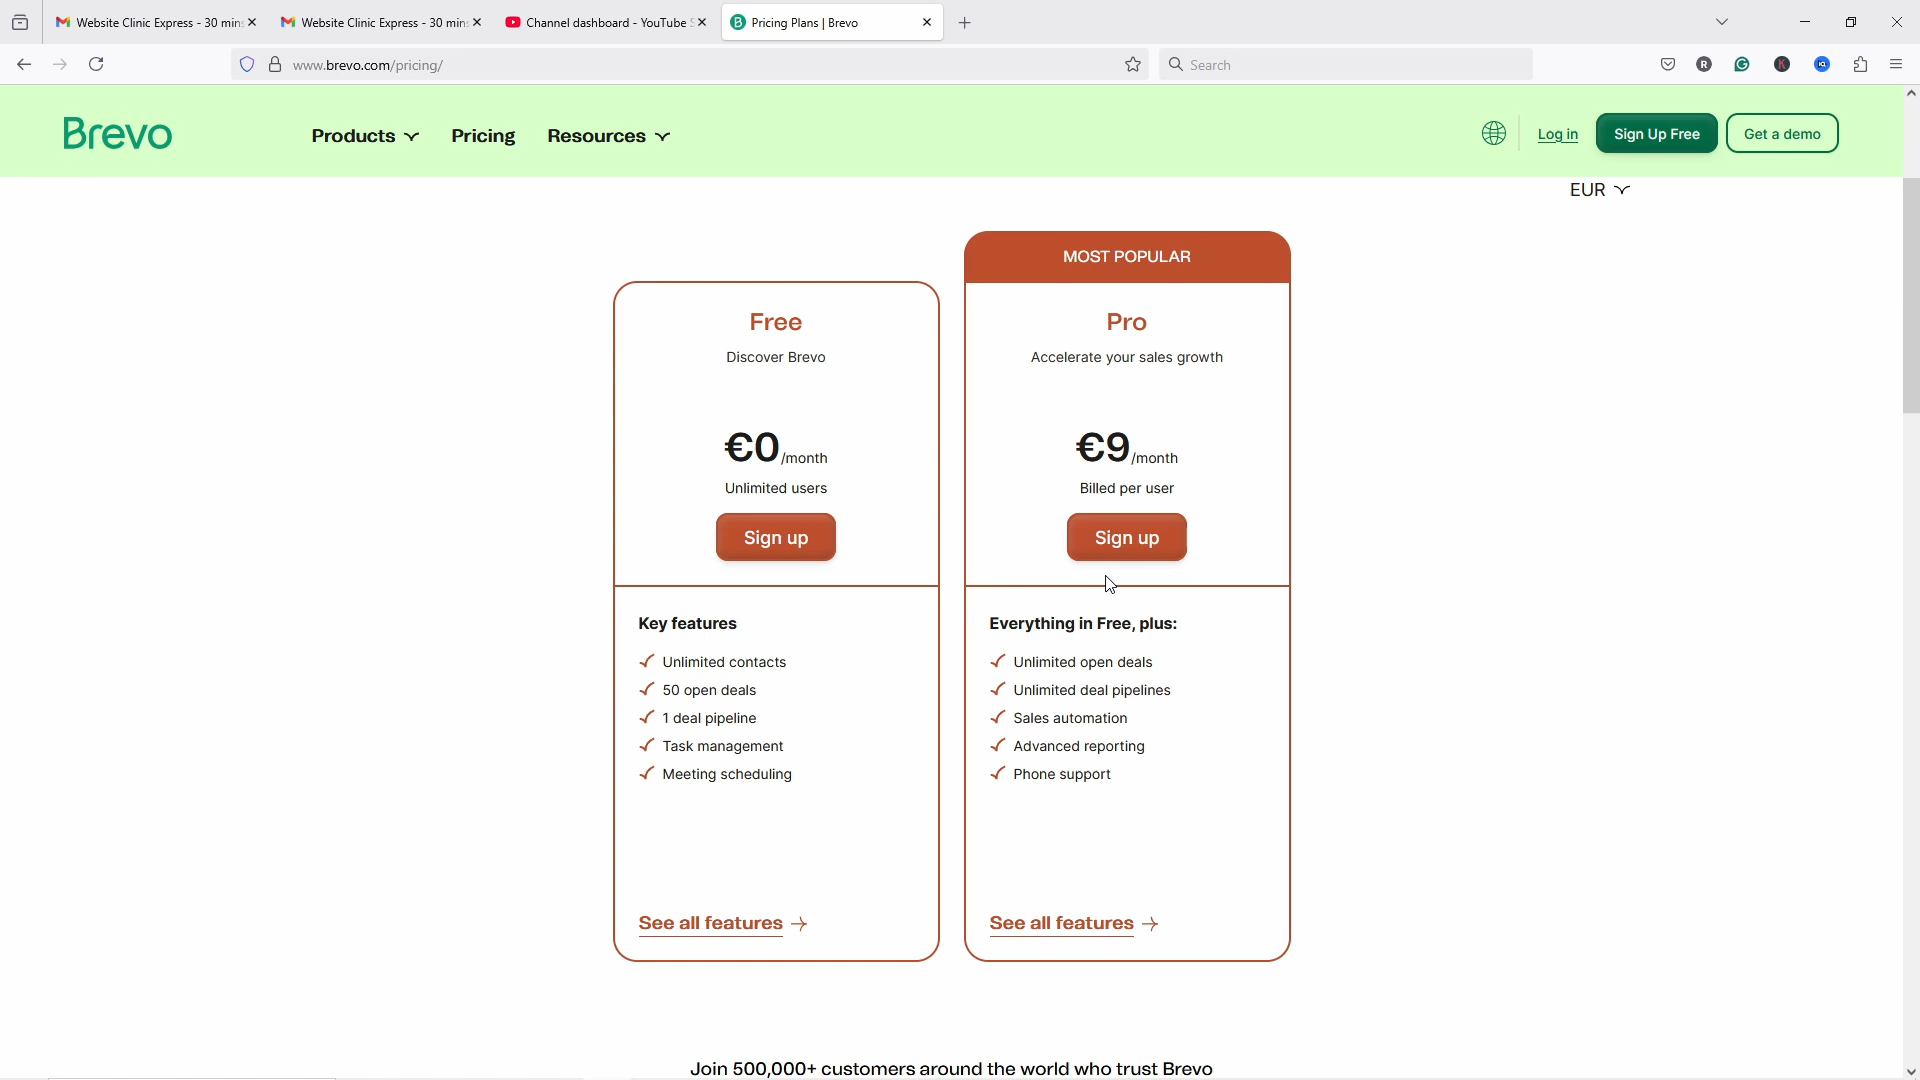 Website Clinic Express - 30 min
Website Clinic Express - 30 min
Channel dashboard - YouTube S
Pricing Plans | Brevo
www.brevo.com/pricing/
Search
R
K
Brevo
Products
Pricing
Resources
Log in
Sign Up Free
Get a demo
EUR
MOST POPULAR
Free
Discover Brevo
€0/month
Unlimited users
Sign up
Key features
Unlimited contacts
50 open deals
1 deal pipeline
Task management
Meeting scheduling
See all features
Pro
Accelerate your sales growth
€9/month
Billed per user
Sign up
Everything in Free, plus:
Unlimited open deals
Unlimited deal pipelines
Sales automation
Advanced reporting
Phone support
See all features
Join 500,000+ customers around the world who trust Brevo